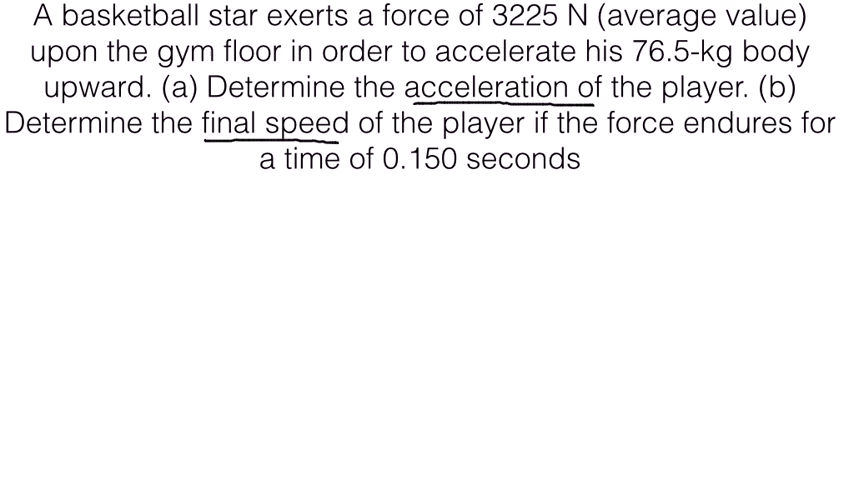 A basketball star exerts a force of 3225 N (average value)
upon the gym floor in order to accelerate his 76.5-kg body
upward. (a) Determine the acceleration of the player. (b)
Determine the final speed of the player if the force endures for
a time of 0.150 seconds